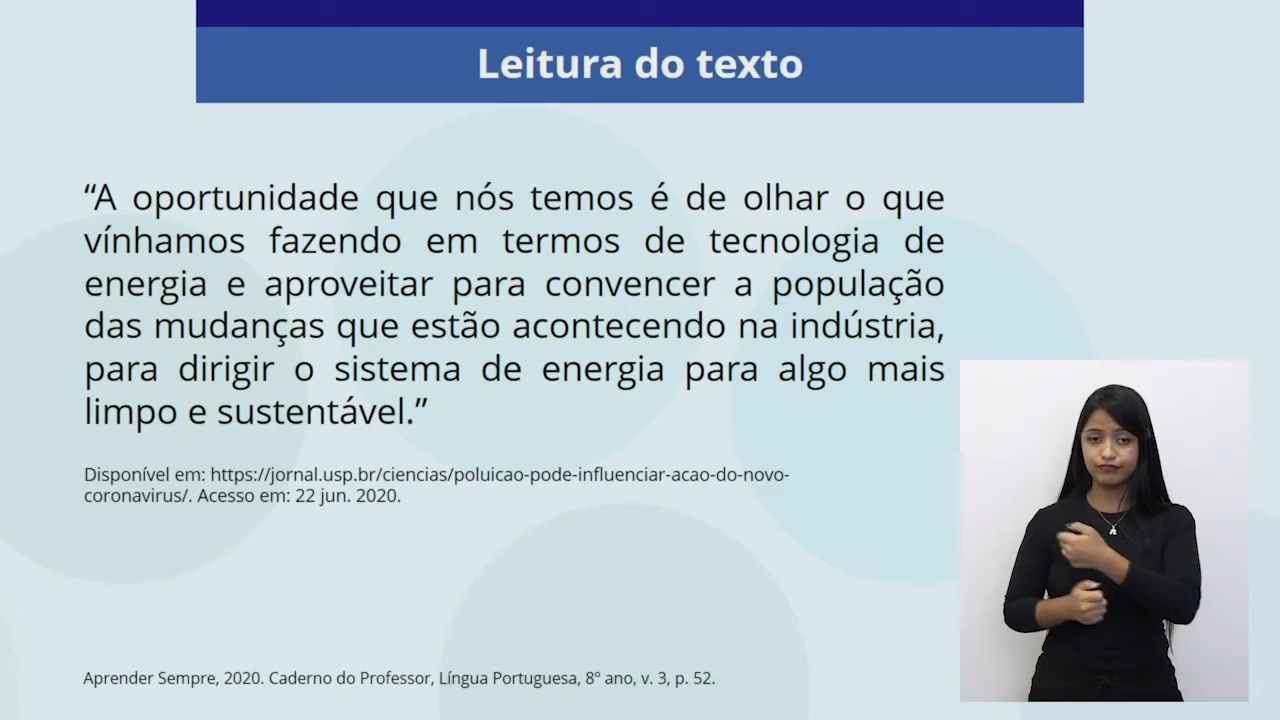 Leitura do texto
“A oportunidade que nós temos é de olhar o que
vínhamos fazendo em termos de tecnologia de
energia e aproveitar para convencer a população
das mudanças que estão acontecendo na indústria,
para dirigir o sistema de energia para algo mais
limpo e sustentável.”
Disponível em: https://jornal.usp.br/ciencias/poluicao-pode-influenciar-acao-do-novo-
coronavirus/. Acesso em: 22 jun. 2020.
Aprender Sempre, 2020. Caderno do Professor, Língua Portuguesa, 8º ano, v. 3, p. 52.